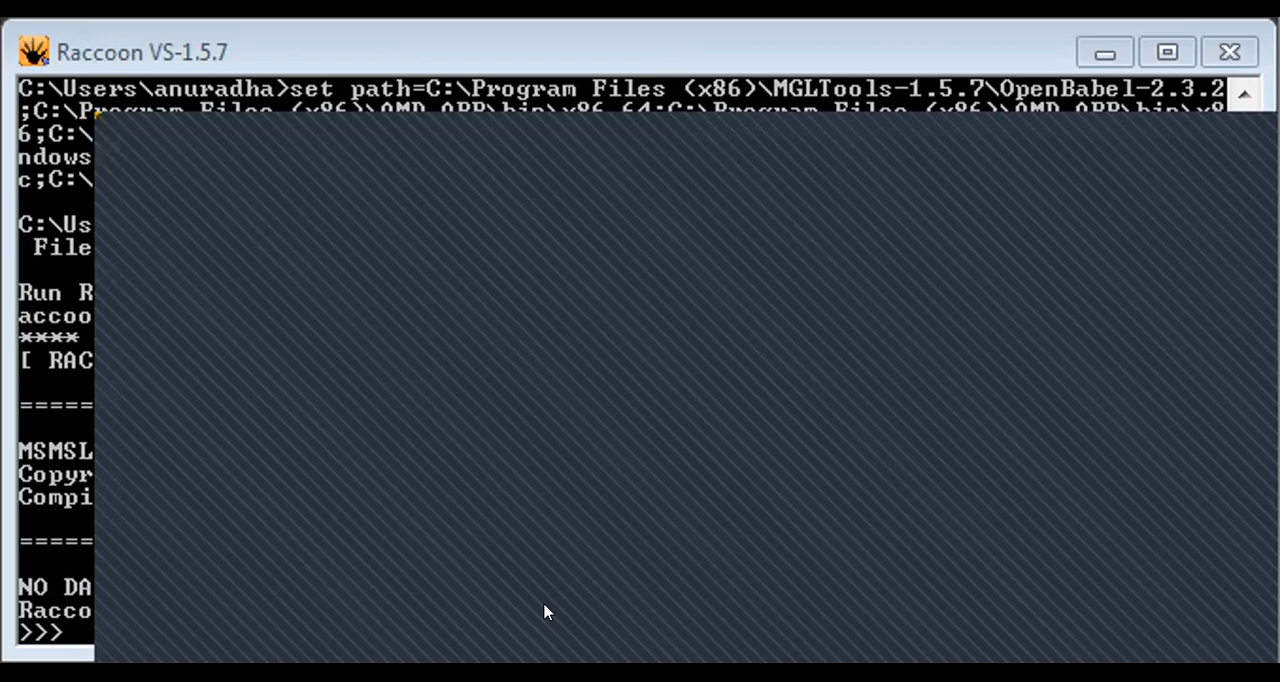 Raccoon VS-1.5.7
C:\Users\anuradha>set path=C:\Program Files (x86)\MGLTools-1.5.7\OpenBabel-2.3.2
;C:\Program Files (x86)\AMD APP\bin\x86_64;C:\Program Files (x86)\AMD APP\bin\x8
6;C:\
ndows
c;C:\
C:\Us
File
Run R
accoo
****
[ RAC
=====
MSMSL
Copyr
Compi
=====
NO DA
Racco
>>>